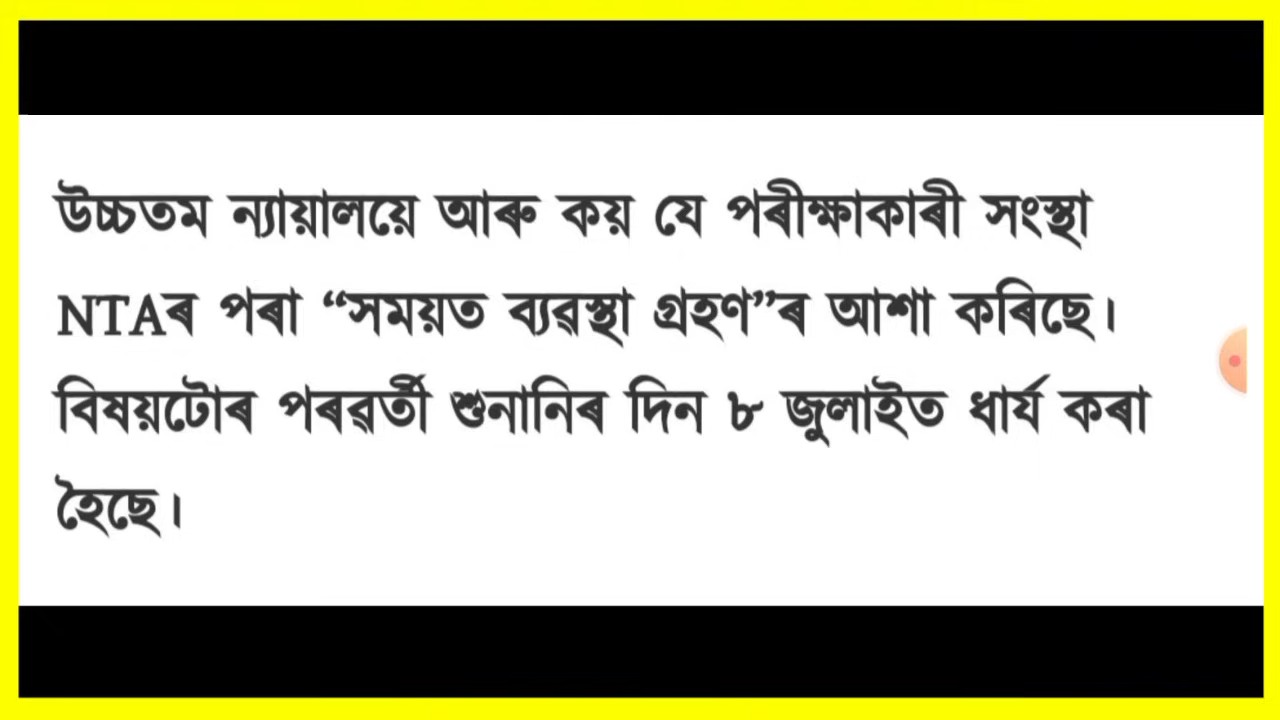 উচ্চতম ন্যায়ালয়ে আৰু কয় যে পৰীক্ষাকাৰী সংস্থা
NTAৰ পৰা “সময়ত ব্যৱস্থা গ্ৰহণ”ৰ আশা কৰিছে।
বিষয়টোৰ পৰৱৰ্তী শুনানিৰ দিন ৮ জুলাইত ধাৰ্য কৰা
হৈছে।